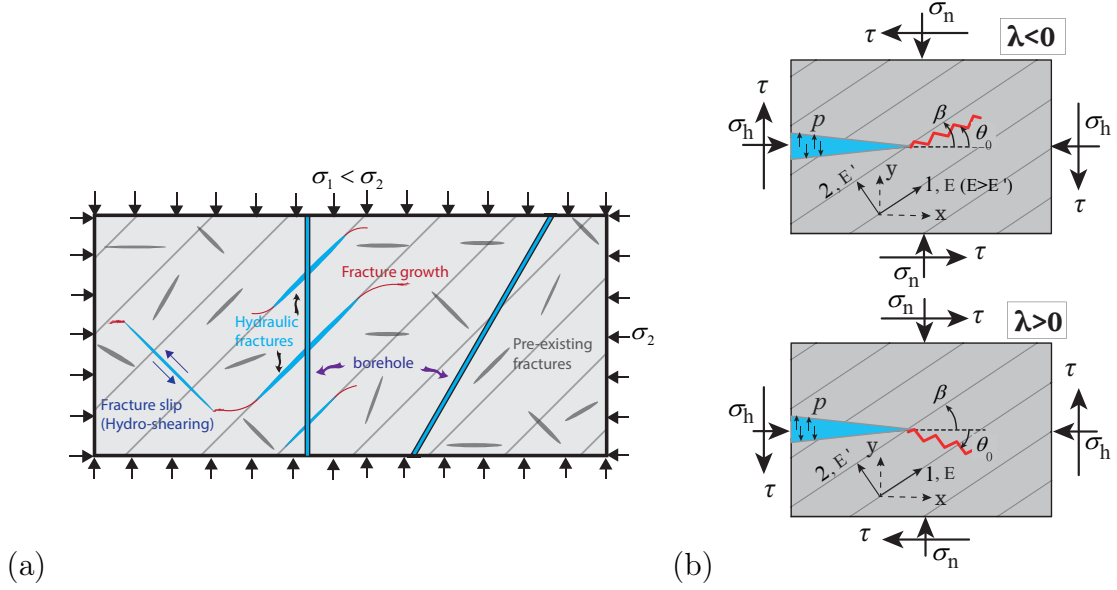 σ₁ < σ₂
Fracture growth
Hydraulic
fractures
borehole
Pre-existing
fractures
σ₂
Fracture slip
(Hydro-shearing)
(a)
σₙ
τ
λ<0
τ
σₕ
p
β
θ₀
σₕ
2, E'
y
1, E (E>E')
x
τ
σₙ
τ
σₙ
τ
λ>0
τ
σₕ
p
β
θ₀
σₕ
2, E'
y
1, E
x
τ
τ
σₙ
(b)